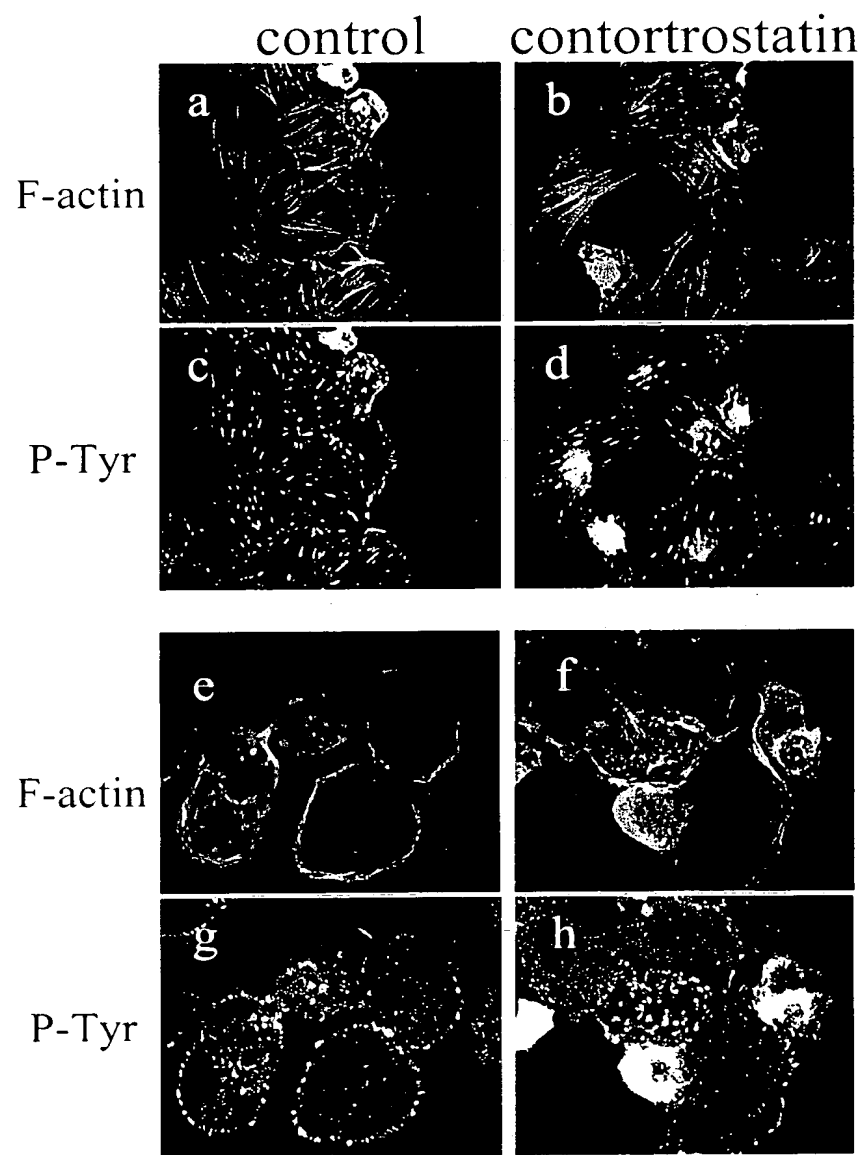 control contortrostatin
a b
F-actin
c d
P-Tyr
e f
F-actin
g h
P-Tyr